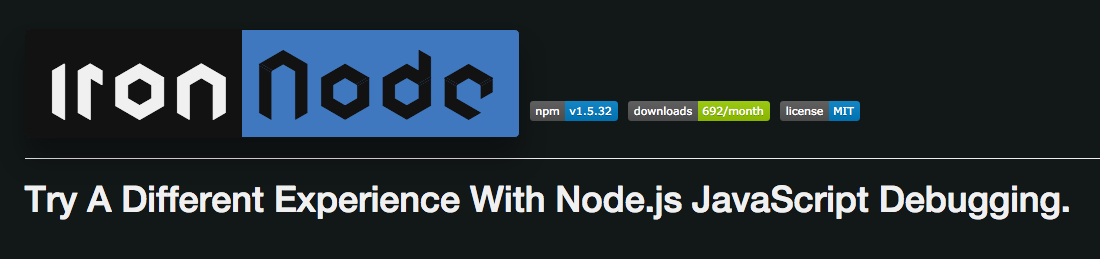 Iron Node npm v1.5.32 downloads 692/month license MIT
Try A Different Experience With Node.js JavaScript Debugging.